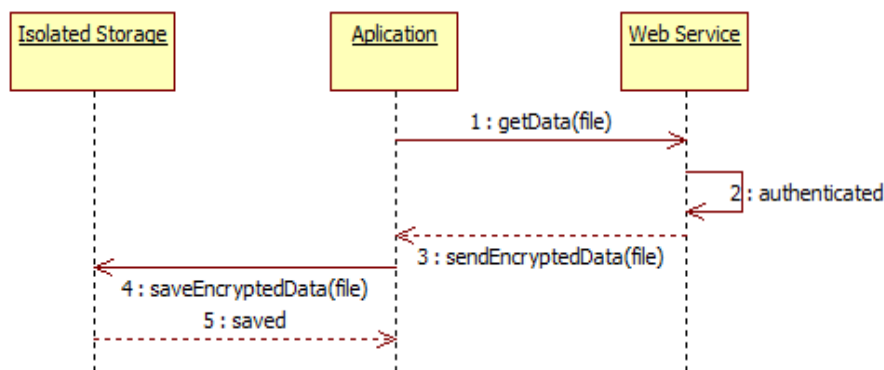 Isolated Storage
Aplication
Web Service
1 : getData(file)
2 : authenticated
3 : sendEncryptedData(file)
4 : saveEncryptedData(file)
5 : saved